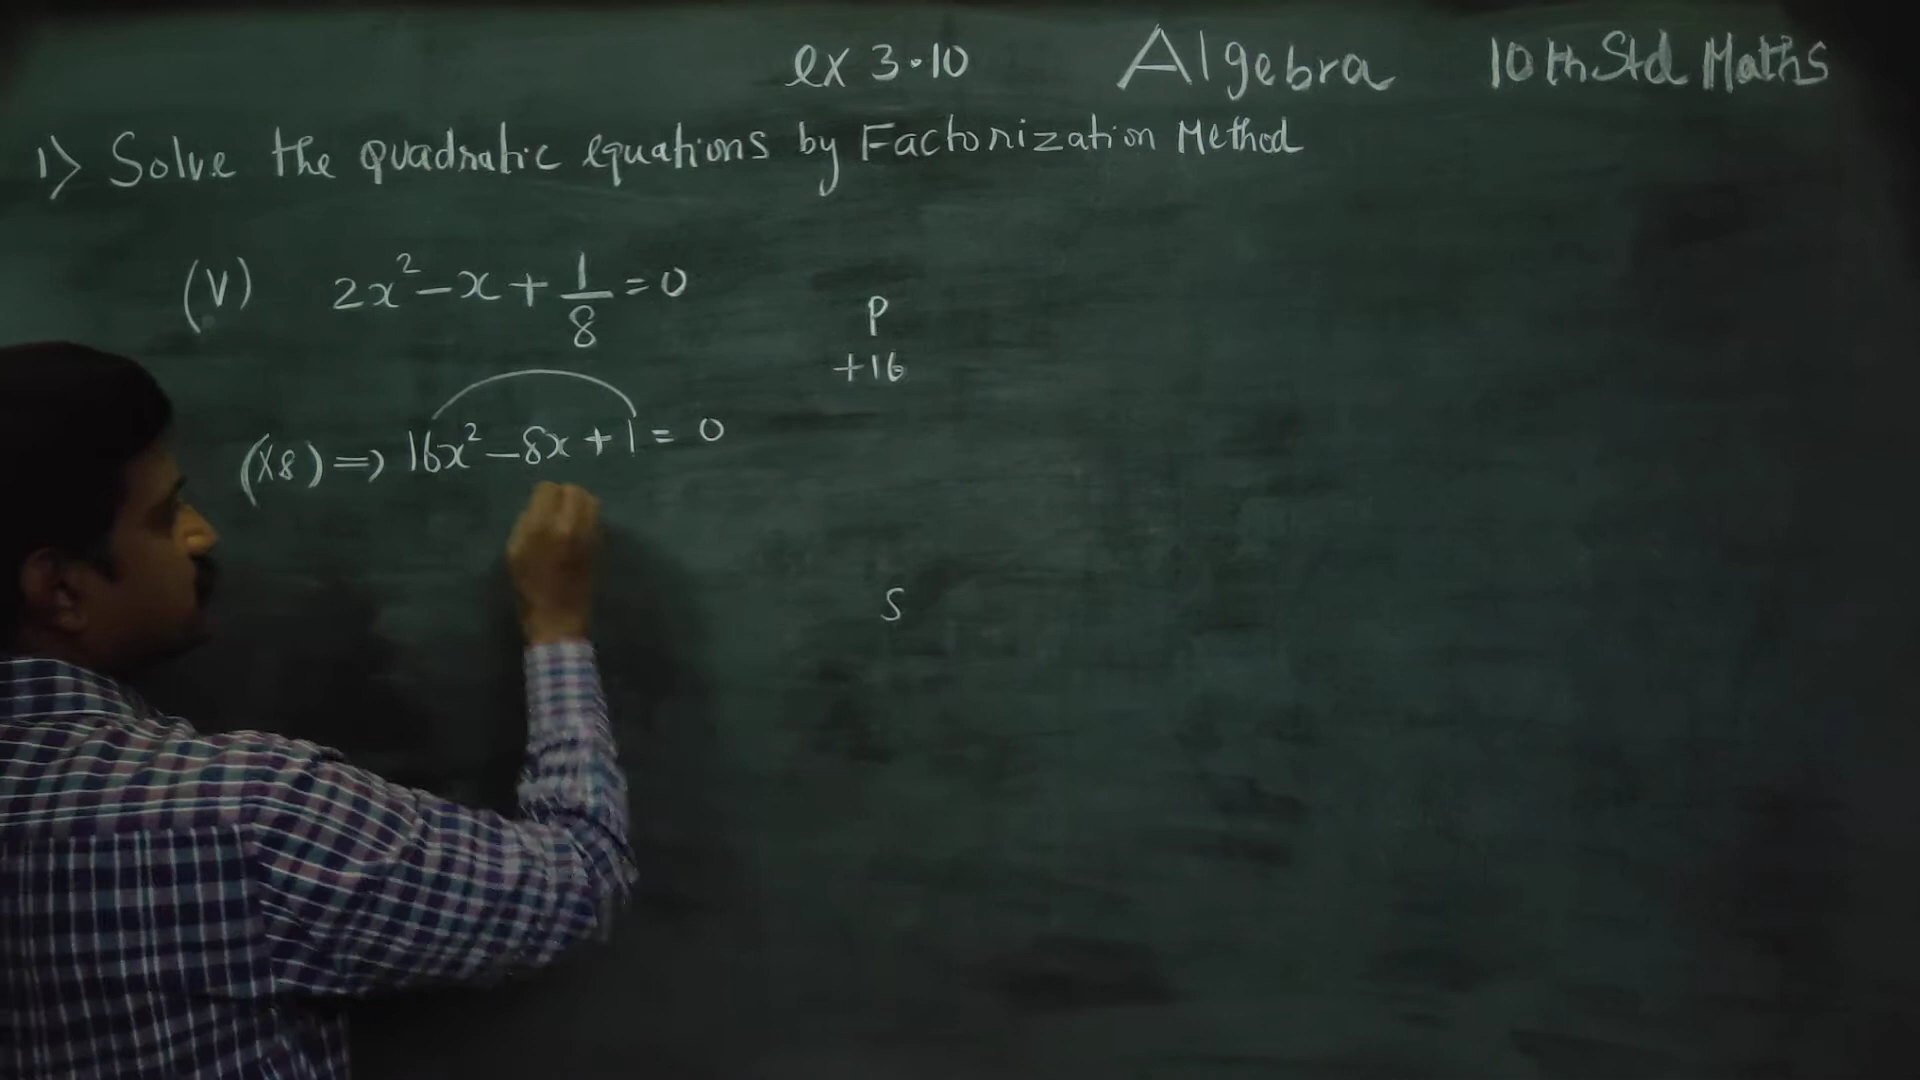 ex 3.10 Algebra 10th Std Maths
1) Solve the quadratic equations by Factorization Method
(V) 2x² - x + 1/8 = 0
P
+16
(x8) ⇒ 16x² - 8x + 1 = 0
S